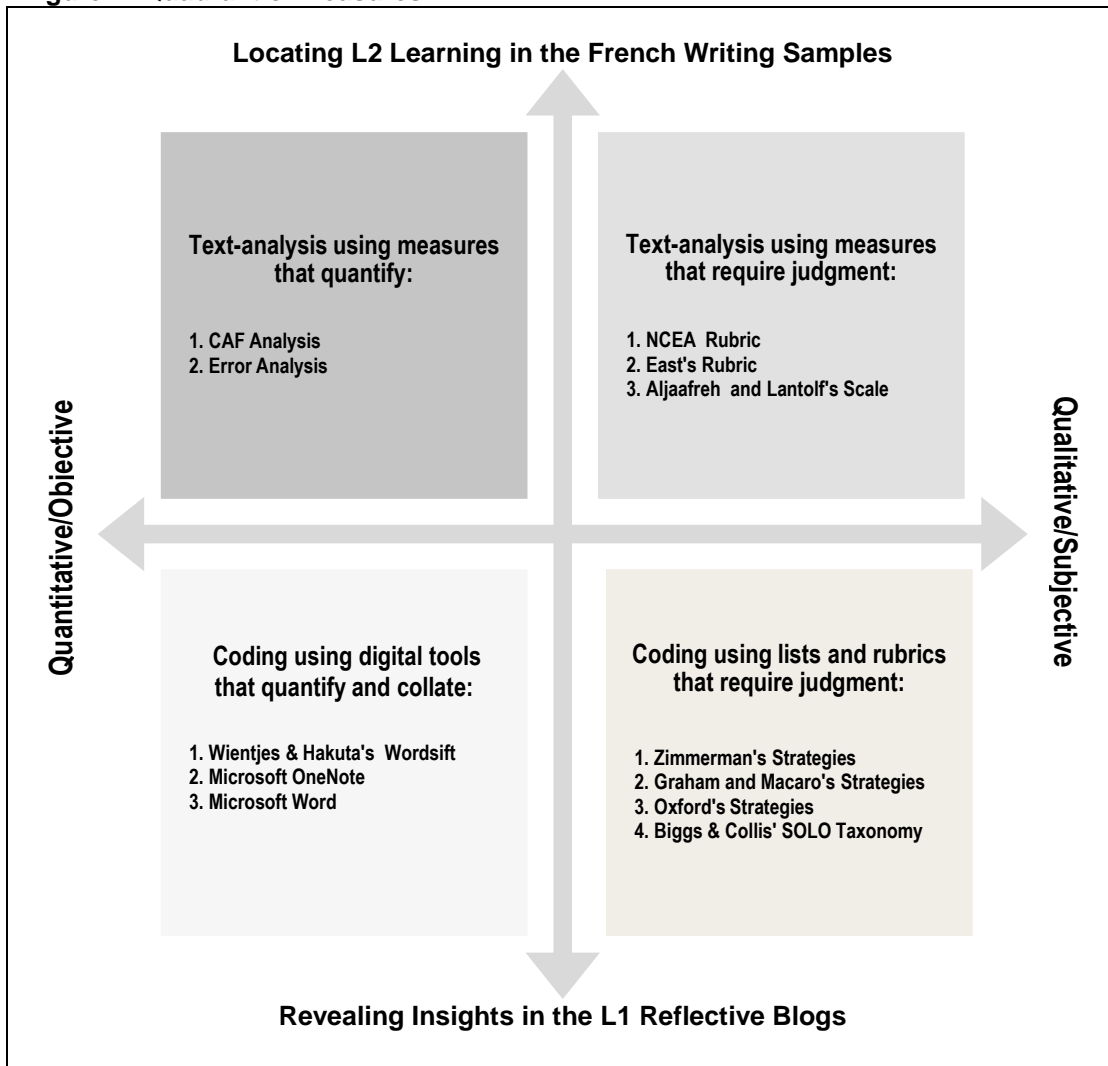 Locating L2 Learning in the French Writing Samples
Text-analysis using measures
that quantify:
1. CAF Analysis
2. Error Analysis
Text-analysis using measures
that require judgment:
1. NCEA Rubric
2. East's Rubric
3. Aljaafreh and Lantolf's Scale
Quantitative/Objective
Qualitative/Subjective
Coding using digital tools
that quantify and collate:
1. Wientjes & Hakuta's Wordsift
2. Microsoft OneNote
3. Microsoft Word
Coding using lists and rubrics
that require judgment:
1. Zimmerman's Strategies
2. Graham and Macaro's Strategies
3. Oxford's Strategies
4. Biggs & Collis' SOLO Taxonomy
Revealing Insights in the L1 Reflective Blogs